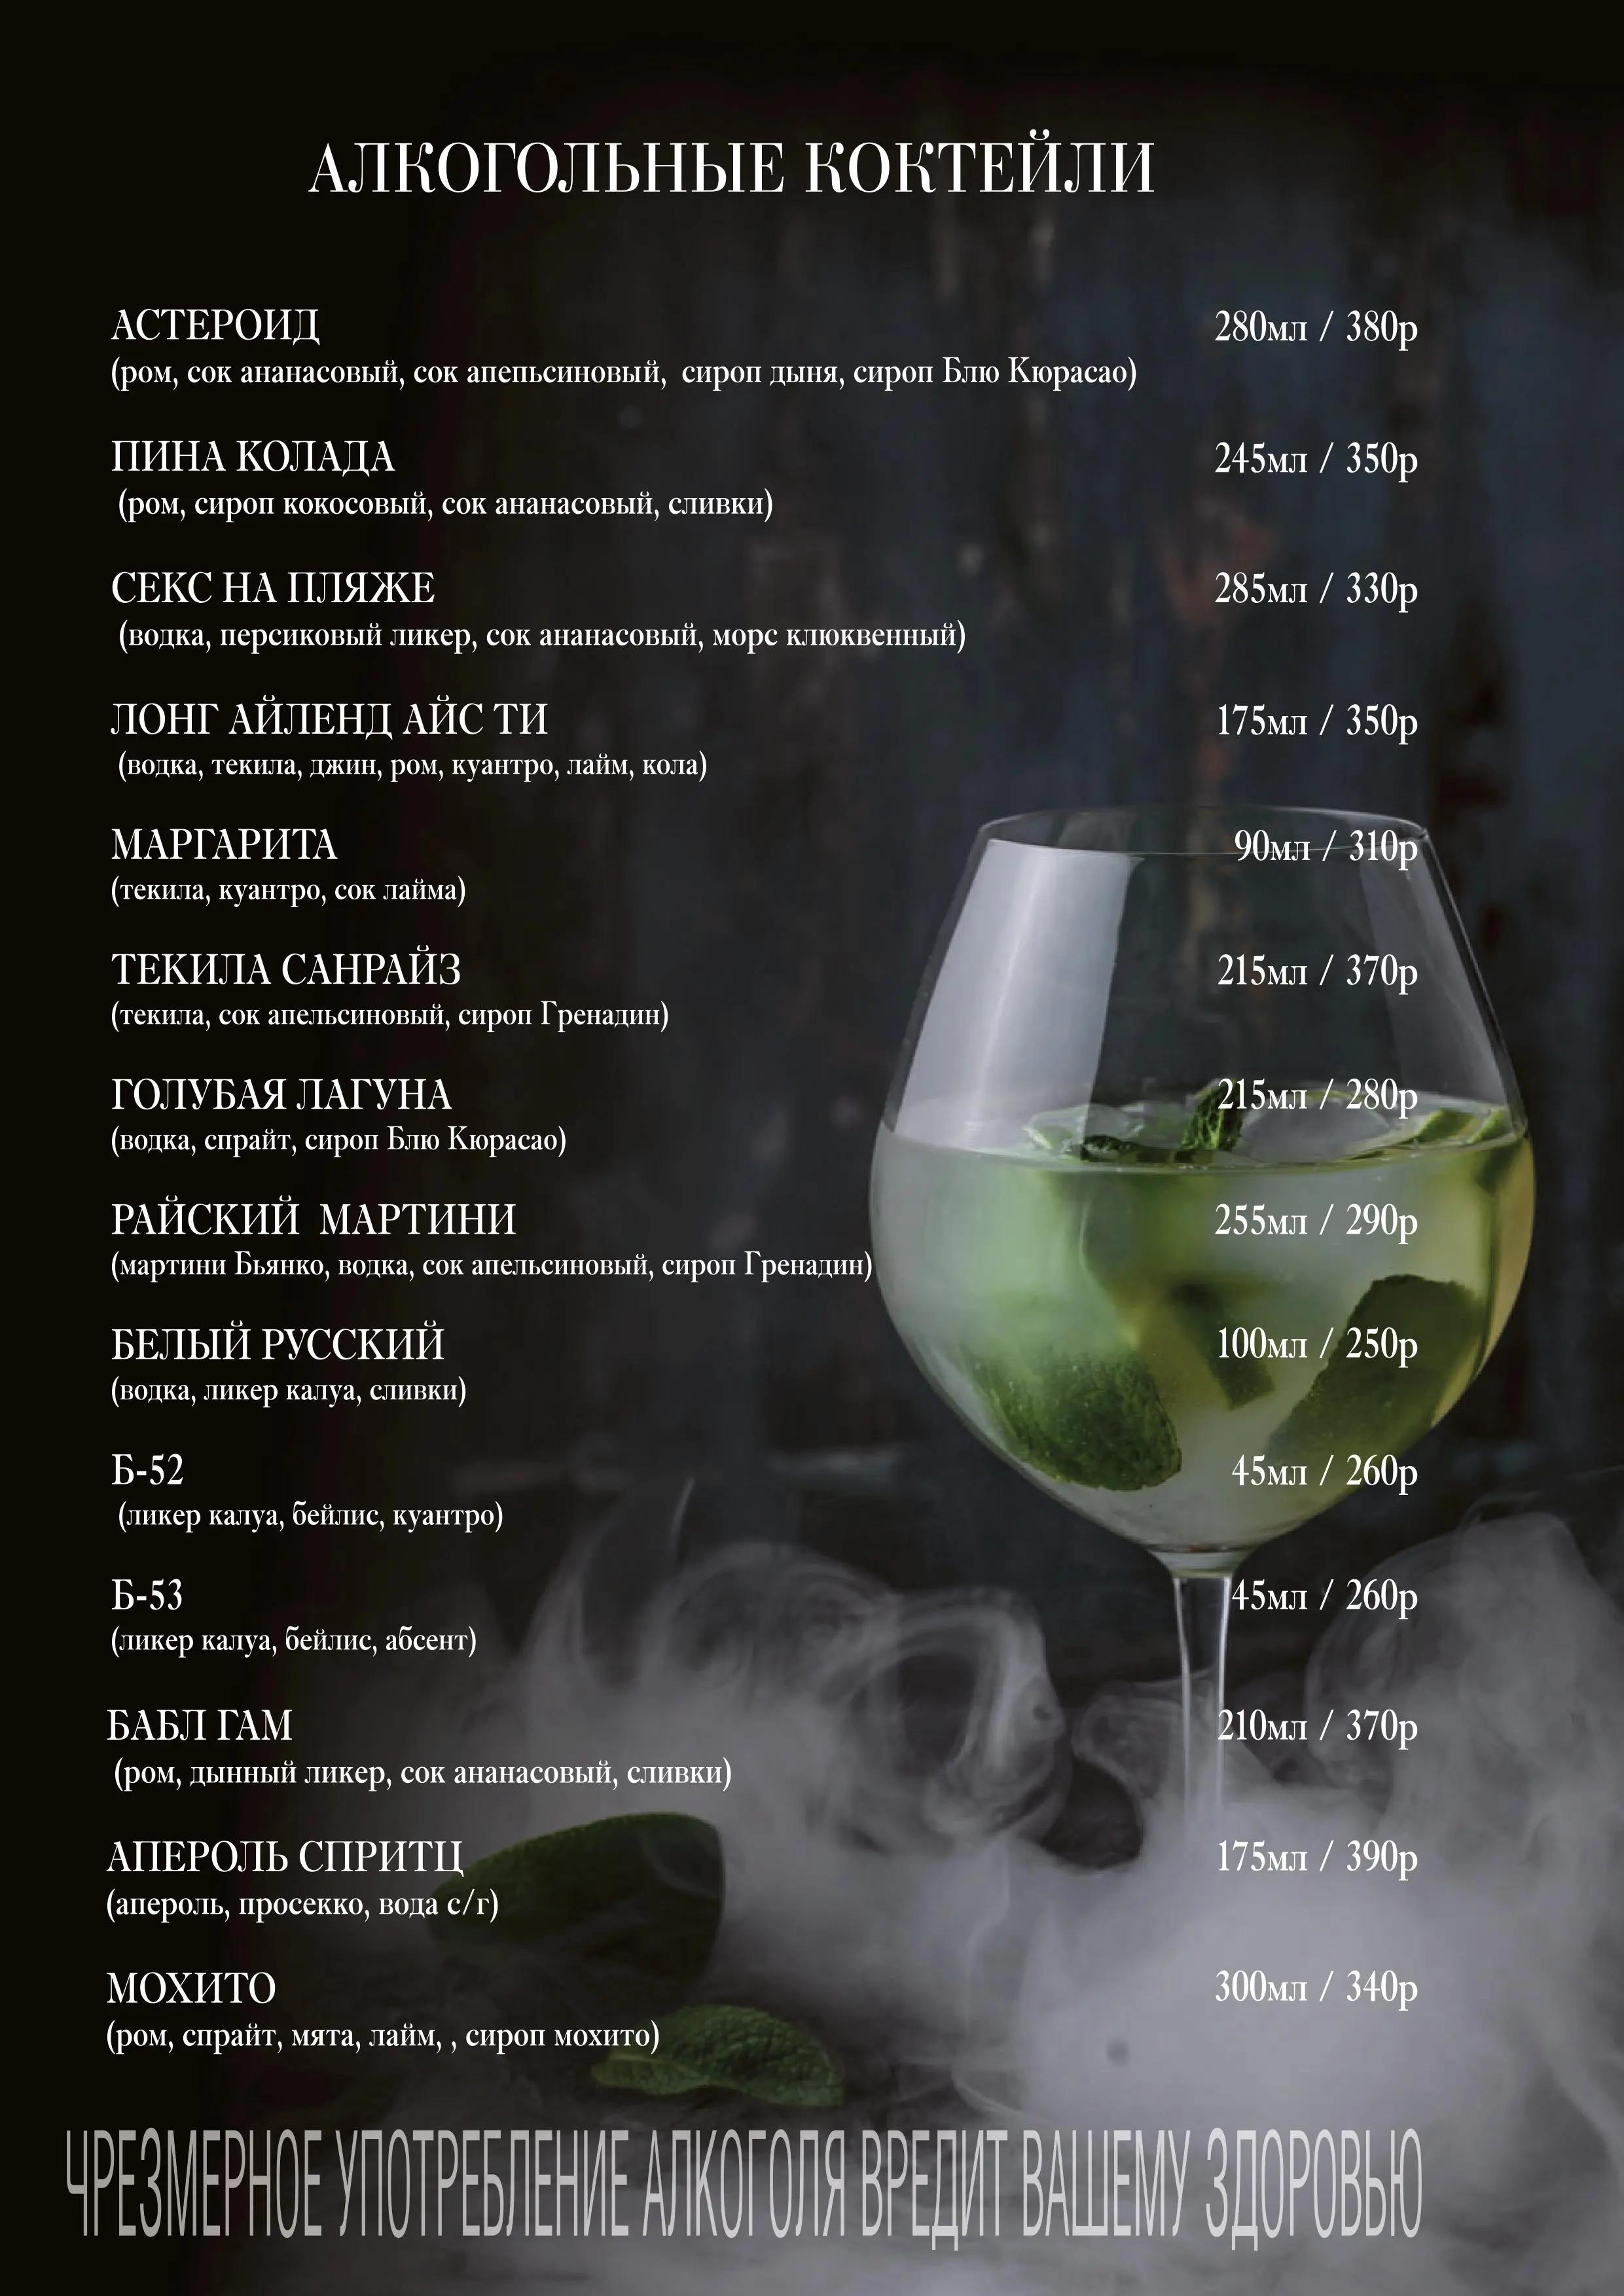 АЛКОГОЛЬНЫЕ КОКТЕЙЛИ
АСТЕРОИД 280мл / 380р
(ром, сок ананасовый, сок апепьсиновый, сироп дыня, сироп Блю Кюрасао)
ПИНА КОЛАДА 245мл / 350р
(ром, сироп кокосовый, сок ананасовый, сливки)
СЕКС НА ПЛЯЖЕ 285мл / 330р
(водка, персиковый ликер, сок ананасовый, морс клюквенный)
ЛОНГ АЙЛЕНД АЙС ТИ 175мл / 350р
(водка, текила, джин, ром, куантро, лайм, кола)
МАРГАРИТА 90мл / 310р
(текила, куантро, сок лайма)
ТЕКИЛА САНРАЙЗ 215мл / 370р
(текила, сок апельсиновый, сироп Гренадин)
ГОЛУБАЯ ЛАГУНА 215мл / 280р
(водка, спрайт, сироп Блю Кюрасао)
РАЙСКИЙ МАРТИНИ 255мл / 290р
(мартини Бьянко, водка, сок апельсиновый, сироп Гренадин)
БЕЛЫЙ РУССКИЙ 100мл / 250р
(водка, ликер калуа, сливки)
Б-52 45мл / 260р
(ликер калуа, бейлис, куантро)
Б-53 45мл / 260р
(ликер калуа, бейлис, абсент)
БАБЛ ГАМ 210мл / 370р
(ром, дынный ликер, сок ананасовый, сливки)
АПЕРОЛЬ СПРИТЦ 175мл / 390р
(апероль, просекко, вода с/г)
МОХИТО 300мл / 340р
(ром, спрайт, мята, лайм, , сироп мохито)
ЧРЕЗМЕРНОЕ УПОТРЕБЛЕНИЕ АЛКОГОЛЯ ВРЕДИТ ВАШЕМУ ЗДОРОВЬЮ